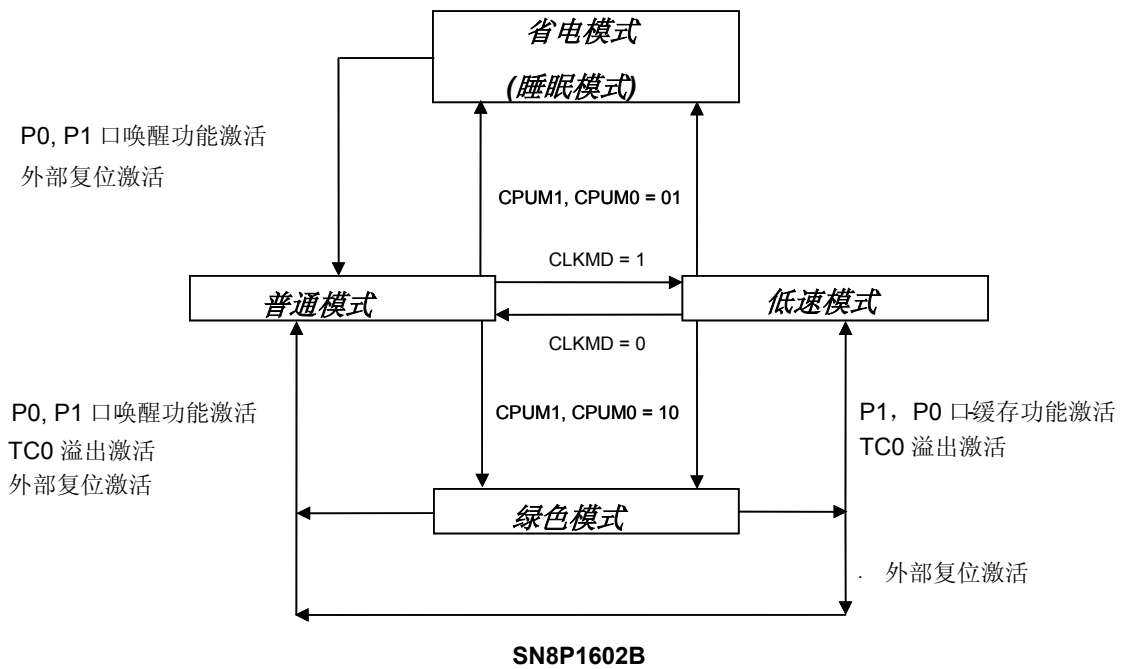 省电模式
(睡眠模式)
P0, P1 口唤醒功能激活
外部复位激活
CPUM1, CPUM0 = 01
CLKMD = 1
普通模式
低速模式
CLKMD = 0
P0, P1 口唤醒功能激活
TC0 溢出激活
外部复位激活
CPUM1, CPUM0 = 10
P1，P0 口缓存功能激活
TC0 溢出激活
绿色模式
外部复位激活
SN8P1602B